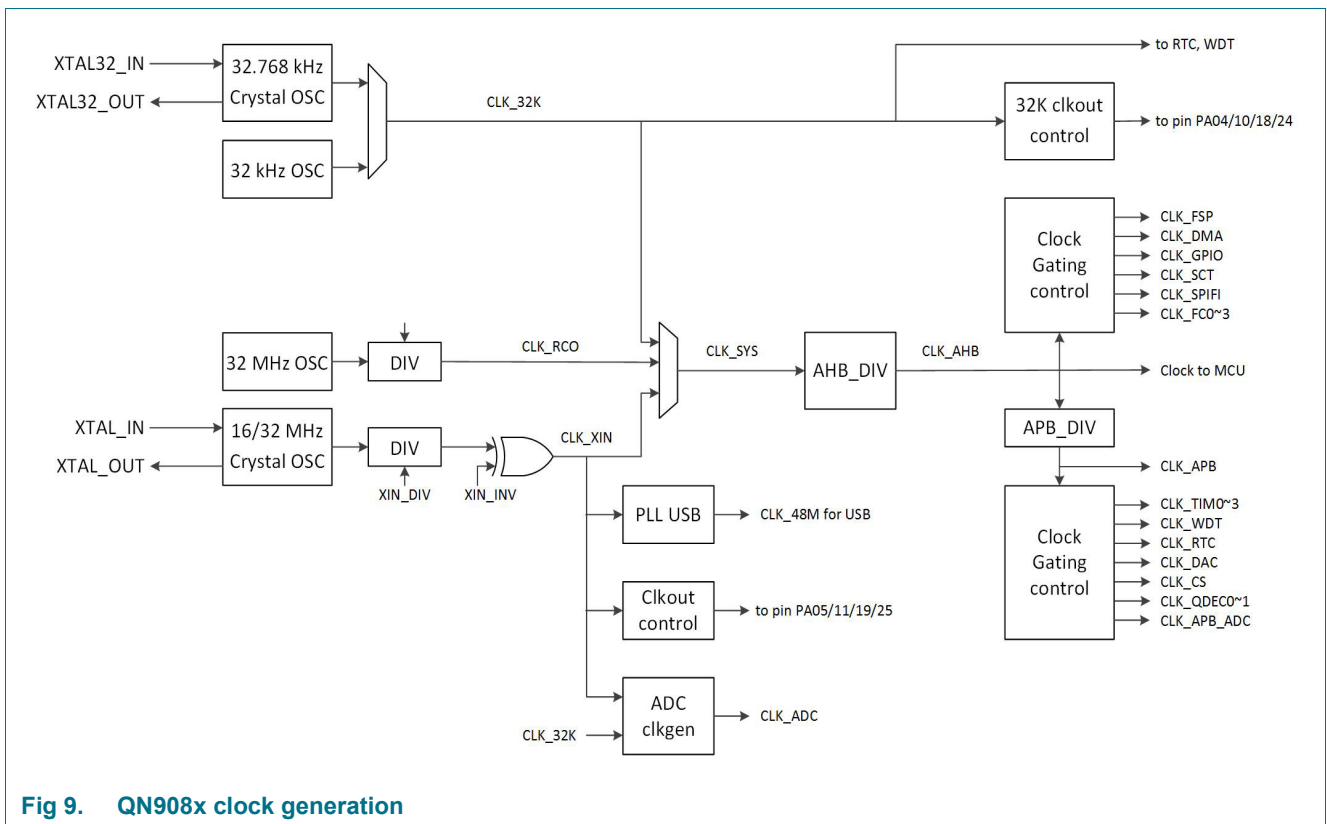 XTAL32_IN
XTAL32_OUT
32.768 kHz
Crystal OSC
32 kHz OSC
CLK_32K
to RTC, WDT
32K clkout
control
to pin PA04/10/18/24
Clock
Gating
control
CLK_FSP
CLK_DMA
CLK_GPIO
CLK_SCT
CLK_SPIFI
CLK_FC0~3
32 MHz OSC
DIV
CLK_RCO
CLK_SYS
AHB_DIV
CLK_AHB
Clock to MCU
XTAL_IN
XTAL_OUT
16/32 MHz
Crystal OSC
DIV
XIN_DIV
XIN_INV
CLK_XIN
APB_DIV
CLK_APB
PLL USB
CLK_48M for USB
Clock
Gating
control
CLK_TIM0~3
CLK_WDT
CLK_RTC
CLK_DAC
CLK_CS
CLK_QDEC0~1
CLK_APB_ADC
Clkout
control
to pin PA05/11/19/25
ADC
clkgen
CLK_32K
CLK_ADC
Fig 9. QN908x clock generation